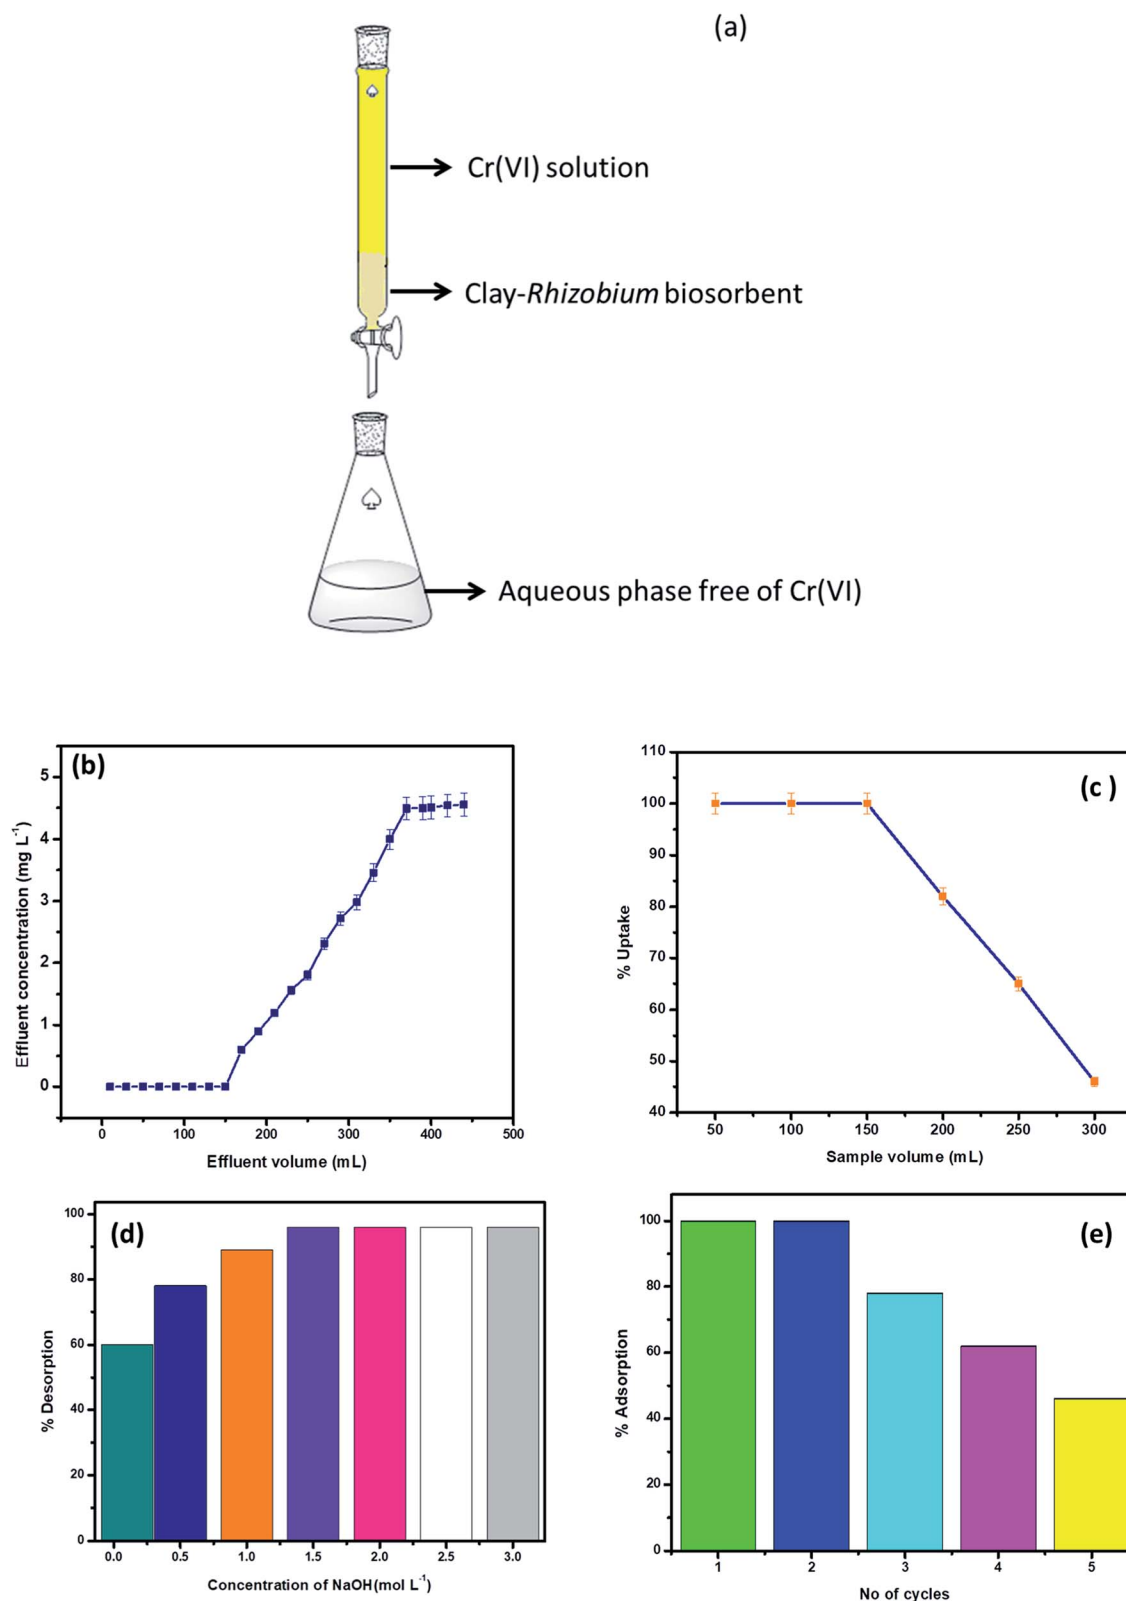 (a)
Cr(VI) solution
Clay-Rhizobium biosorbent
Aqueous phase free of Cr(VI)
(b)
5
4
3
2
1
0
Effluent concentration (mg L⁻¹)
0 100 200 300 400 500
Effluent volume (mL)
(c )
110
100
90
80
70
60
50
40
% Uptake
50 100 150 200 250 300
Sample volume (mL)
(d)
100
80
60
40
20
0
% Desorption
0.0 0.5 1.0 1.5 2.0 2.5 3.0
Concentration of NaOH(mol L⁻¹)
(e)
100
80
60
40
20
0
% Adsorption
1 2 3 4 5
No of cycles